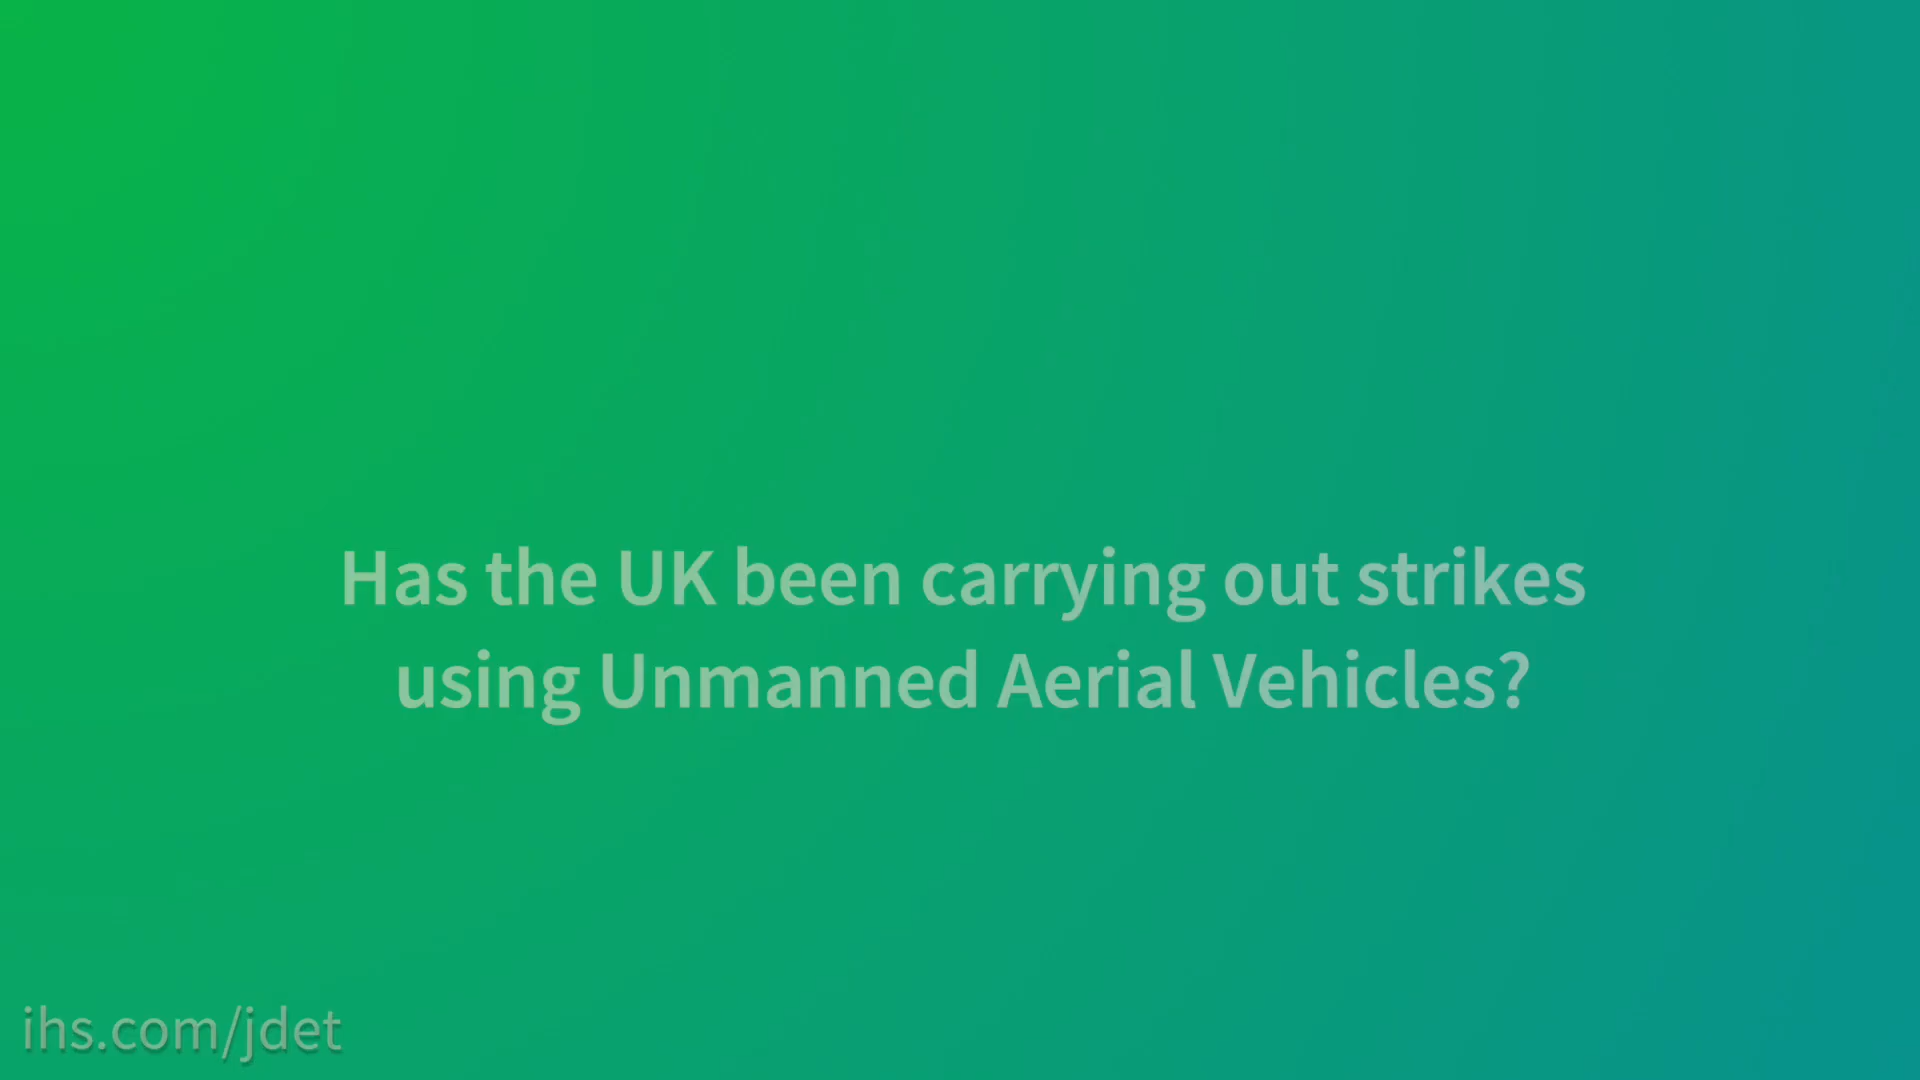 Has the UK been carrying out strikes
using Unmanned Aerial Vehicles?
ihs.com/jdet